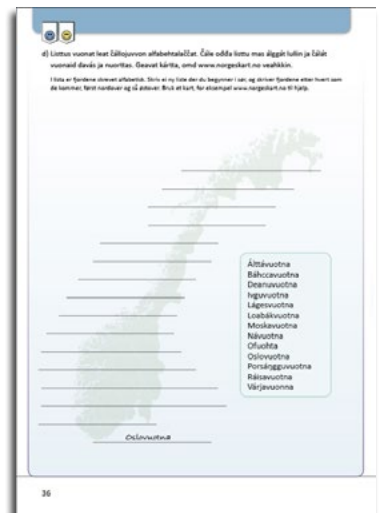 d) Listtus vuonat leat čállojuvvon alfabehtalaččat. Čále ođđa listtu mas álggát lullin ja čálát
vuonaid davás ja nuorttas. Geavat kártta, omd www.norgeskart.no veahkkin.
I lista er fjordene skrevet alfabetisk. Skriv ei ny liste der du begynner i sør, og skriver fjordene etter hvert som
de kommer, først nordover og så østover. Bruk et kart, for eksempel www.norgeskart.no til hjelp.
Álttávuotna
Báhccavuotna
Deanuvuotna
Lágesvuotna
Loabákvuotna
Moskavuotna
Návuotna
Ofuohta
Oslovuotna
Porsáŋgguvuotna
Ráisavuotna
Várjavuonna
Oslovuotna
36